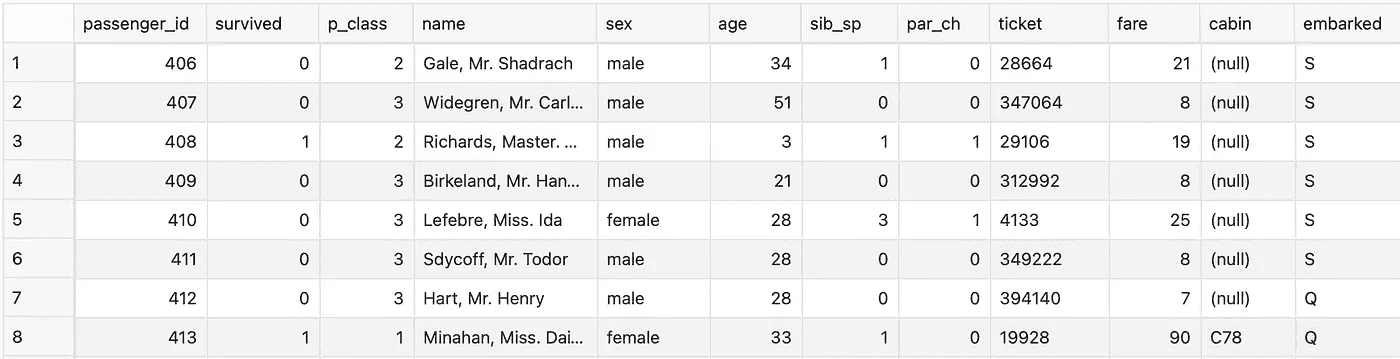 passenger_id survived p_class name sex age sib_sp par_ch ticket fare cabin embarked
1 406 0 2 Gale, Mr. Shadrach male 34 1 0 28664 21 (null) S
2 407 0 3 Widegren, Mr. Carl... male 51 0 0 347064 8 (null) S
3 408 1 2 Richards, Master. ... male 3 1 1 29106 19 (null) S
4 409 0 3 Birkeland, Mr. Han... male 21 0 0 312992 8 (null) S
5 410 0 3 Lefebre, Miss. Ida female 28 3 1 4133 25 (null) S
6 411 0 3 Sdycoff, Mr. Todor male 28 0 0 349222 8 (null) S
7 412 0 3 Hart, Mr. Henry male 28 0 0 394140 7 (null) Q
8 413 1 1 Minahan, Miss. Dai... female 33 1 0 19928 90 C78 Q